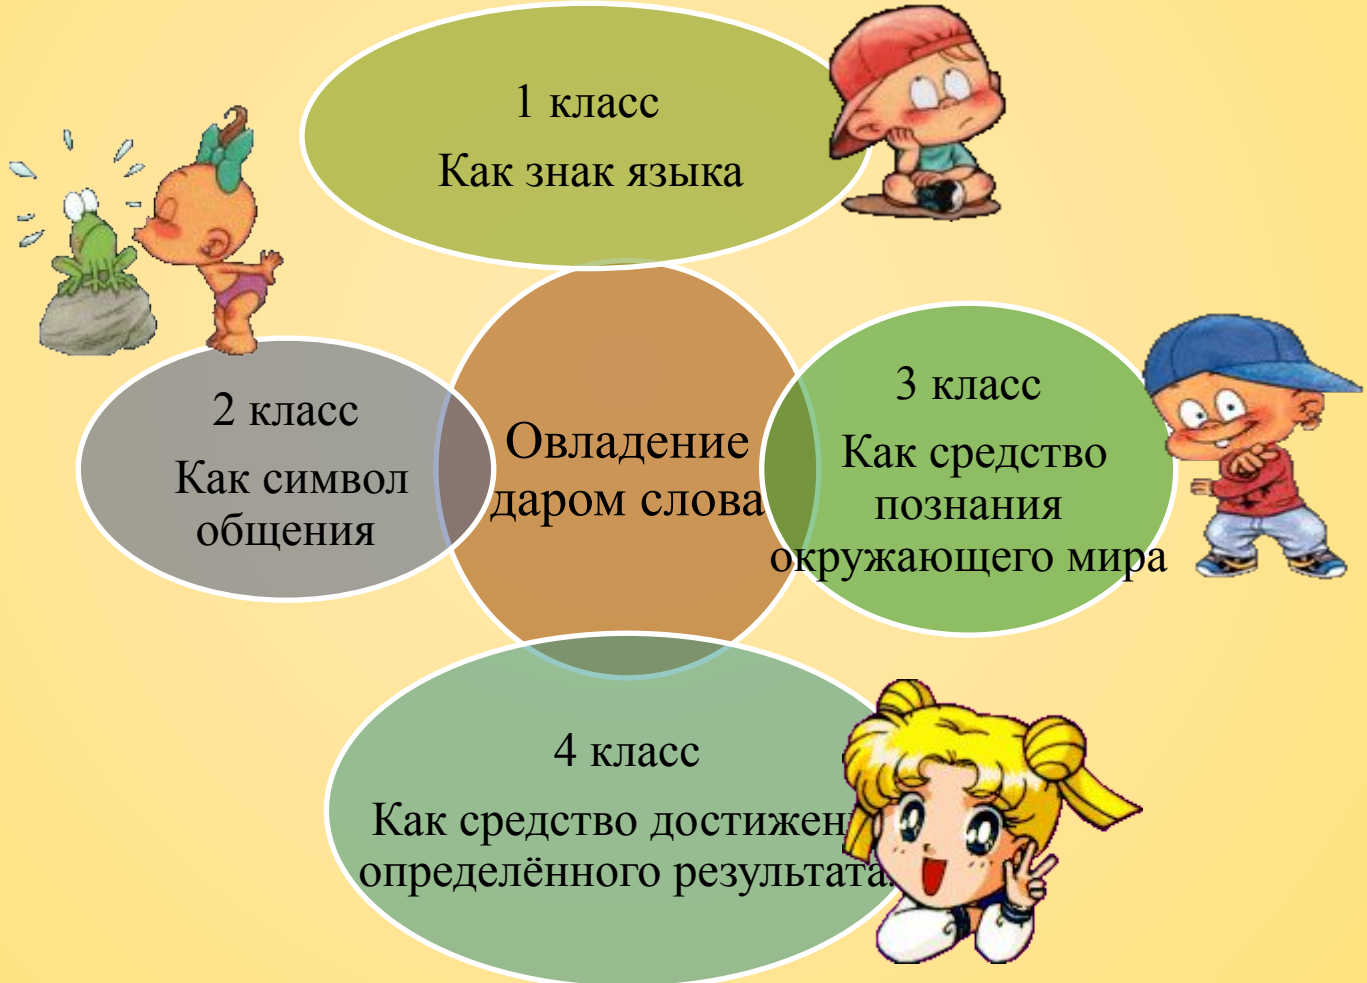 1 класс
Как знак языка
2 класс
Как символ
общения
Овладение
даром слова
3 класс
Как средство
познания
окружающего мира
4 класс
Как средство
определённого результата.